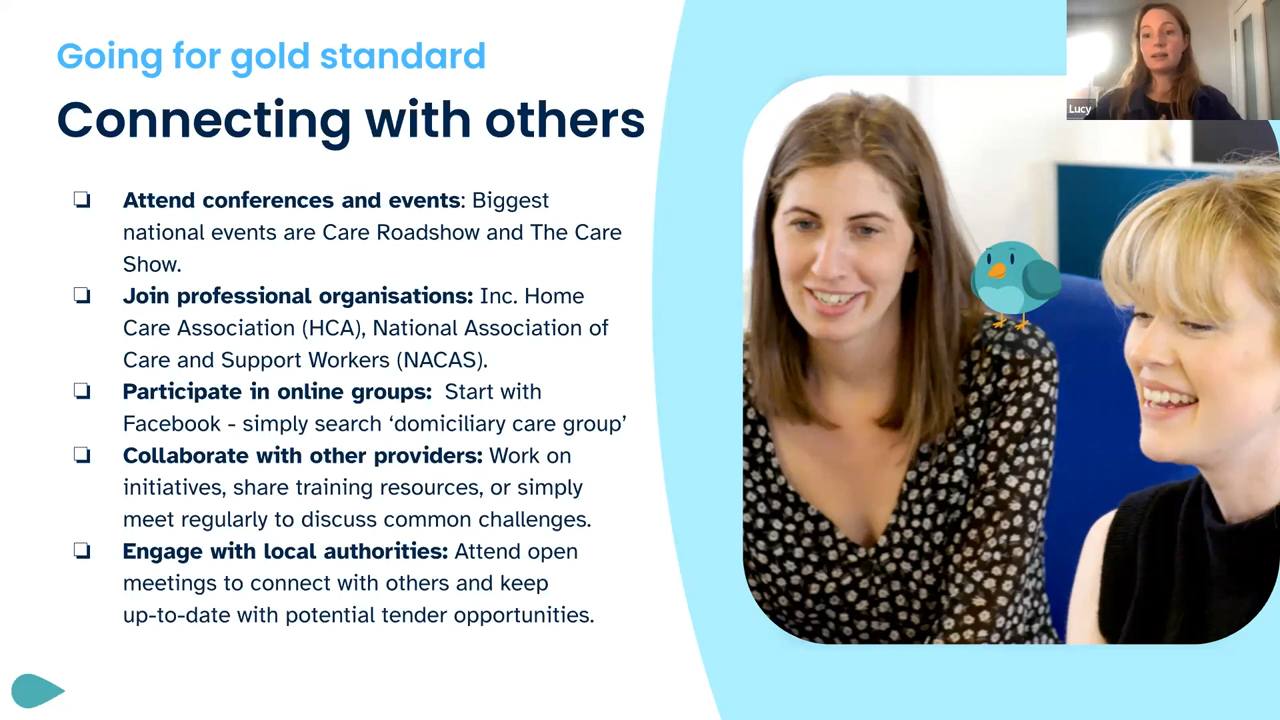 Going for gold standard
Connecting with others
❏ Attend conferences and events: Biggest
national events are Care Roadshow and The Care
Show.
❏ Join professional organisations: Inc. Home
Care Association (HCA), National Association of
Care and Support Workers (NACAS).
❏ Participate in online groups:  Start with
Facebook - simply search ‘domiciliary care group’
❏ Collaborate with other providers: Work on
initiatives, share training resources, or simply
meet regularly to discuss common challenges.
❏ Engage with local authorities: Attend open
meetings to connect with others and keep
up-to-date with potential tender opportunities.
Lucy